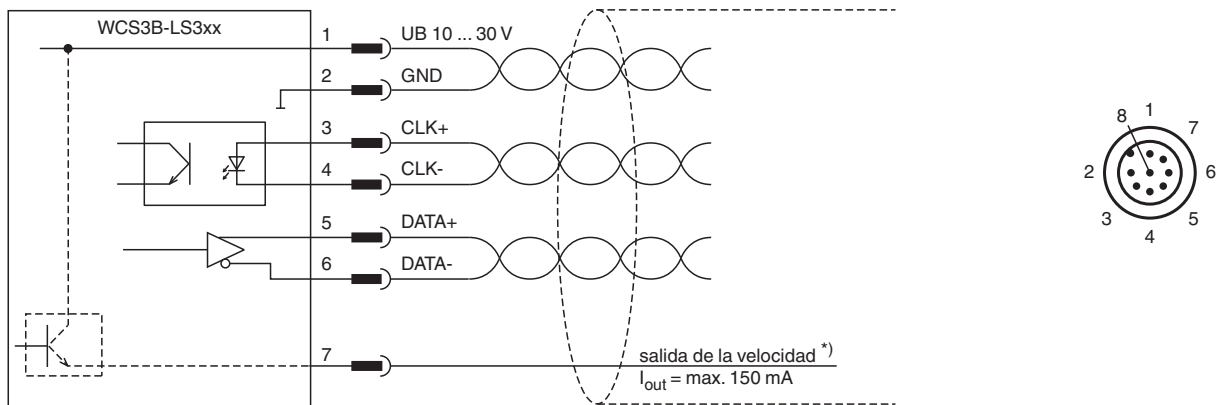 WCS3B-LS3xx
1 UB 10 ... 30 V
2 GND
3 CLK+
4 CLK-
5 DATA+
6 DATA-
7 salida de la velocidad *)
Iout = max. 150 mA
8 1 7
2 6
3 5
4